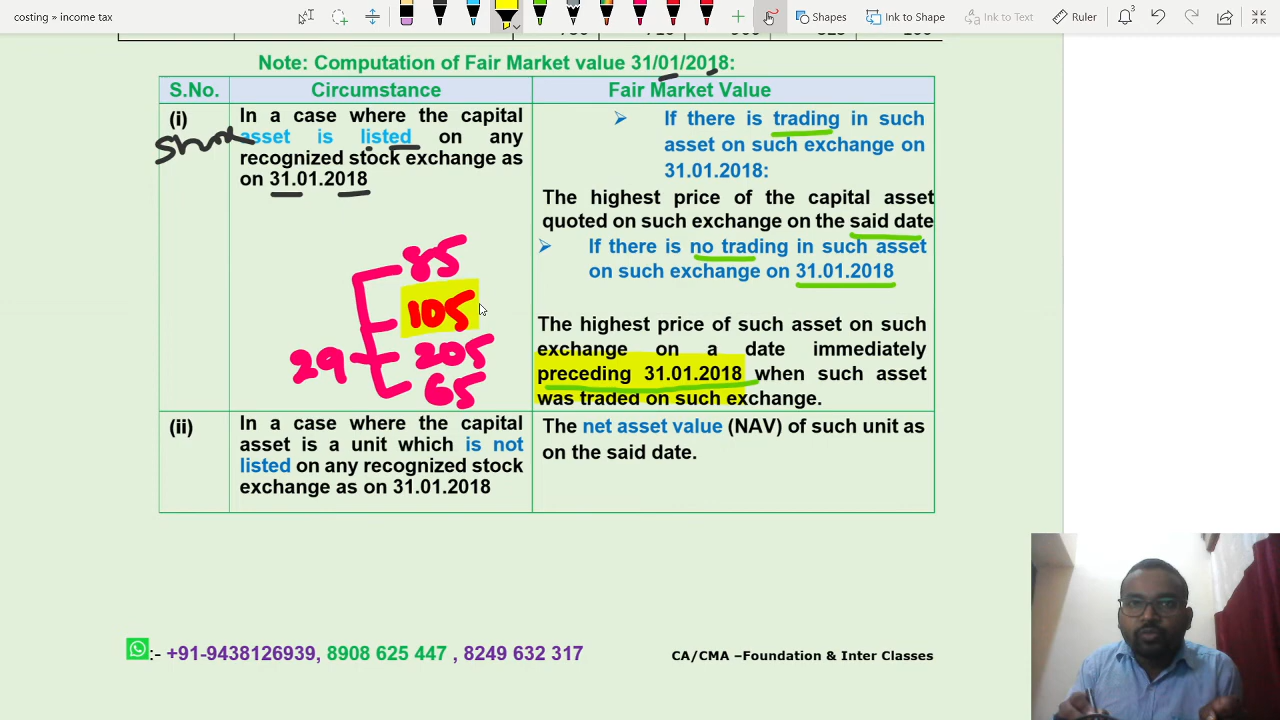 costing » income tax
Shapes
Ink to Shape
Ink to Text
Ruler
Note: Computation of Fair Market value 31/01/2018:
S.No.
Circumstance
Fair Market Value
(i)
In a case where the capital
asset is listed on any
recognized stock exchange as
on 31.01.2018
85
105
205
29
65
If there is trading in such
asset on such exchange on
31.01.2018:
The highest price of the capital asset
quoted on such exchange on the said date
If there is no trading in such asset
on such exchange on 31.01.2018
The highest price of such asset on such
exchange on a date immediately
preceding 31.01.2018 when such asset
was traded on such exchange.
(ii)
In a case where the capital
asset is a unit which is not
listed on any recognized stock
exchange as on 31.01.2018
The net asset value (NAV) of such unit as
on the said date.
:- +91-9438126939, 8908 625 447 , 8249 632 317
CA/CMA –Foundation & Inter Classes